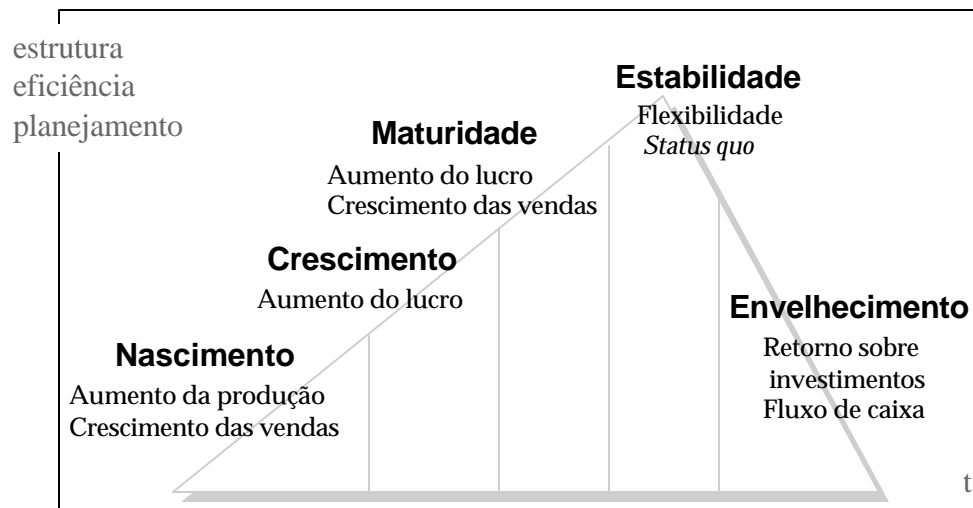 estrutura
eficiência
planejamento
Estabilidade
Flexibilidade
Status quo
Maturidade
Aumento do lucro
Crescimento das vendas
Crescimento
Aumento do lucro
Nascimento
Aumento da produção
Crescimento das vendas
Envelhecimento
Retorno sobre
investimentos
Fluxo de caixa
t